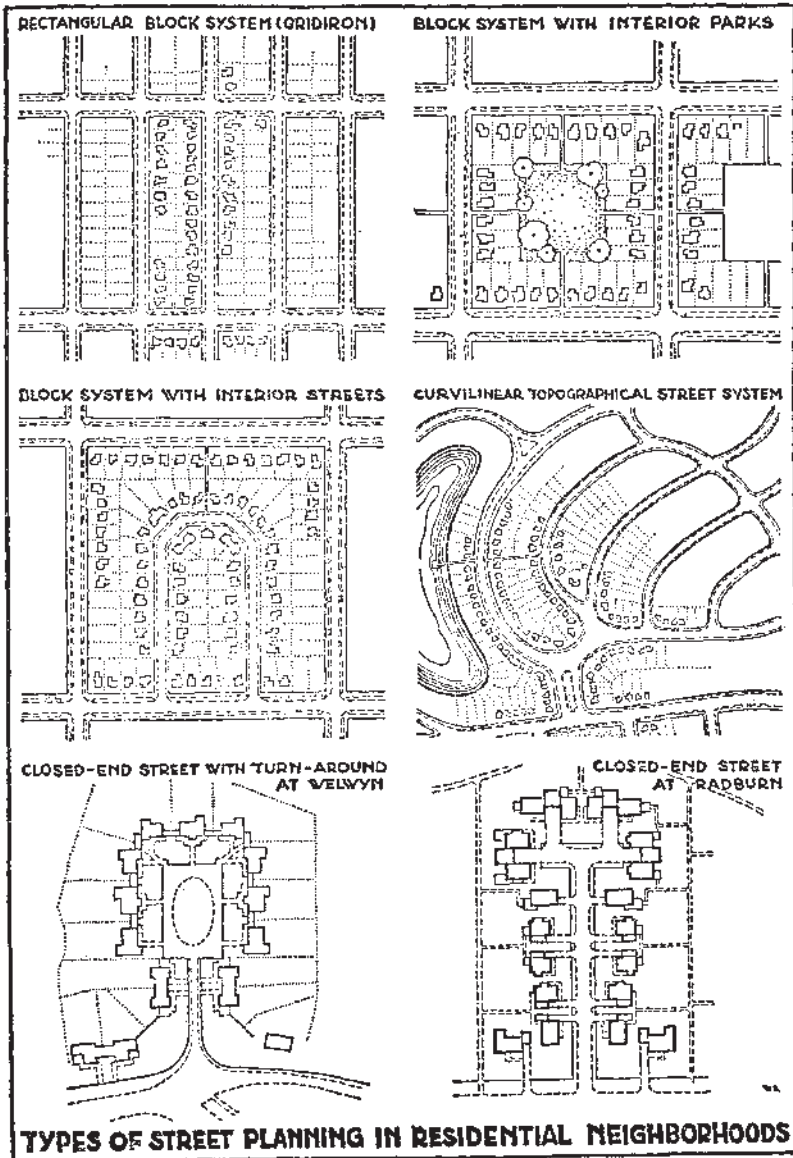 RECTANGULAR BLOCK SYSTEM (GRIDIRON)
BLOCK SYSTEM WITH INTERIOR PARKS
BLOCK SYSTEM WITH INTERIOR STREETS
CURVILINEAR TOPOGRAPHICAL STREET SYSTEM
CLOSED-END STREET WITH TURN-AROUND
AT WELWYN
CLOSED-END STREET
AT RADBURN
TYPES OF STREET PLANNING IN RESIDENTIAL NEIGHBORHOODS